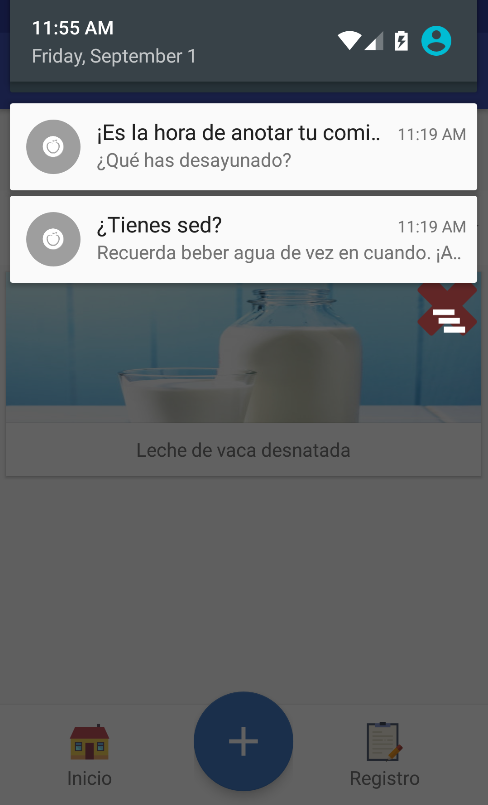 11:55 AM
Friday, September 1
¡Es la hora de anotar tu comi..
11:19 AM
¿Qué has desayunado?
¿Tienes sed?
11:19 AM
Recuerda beber agua de vez en cuando. ¡A..
Leche de vaca desnatada
Inicio
Registro